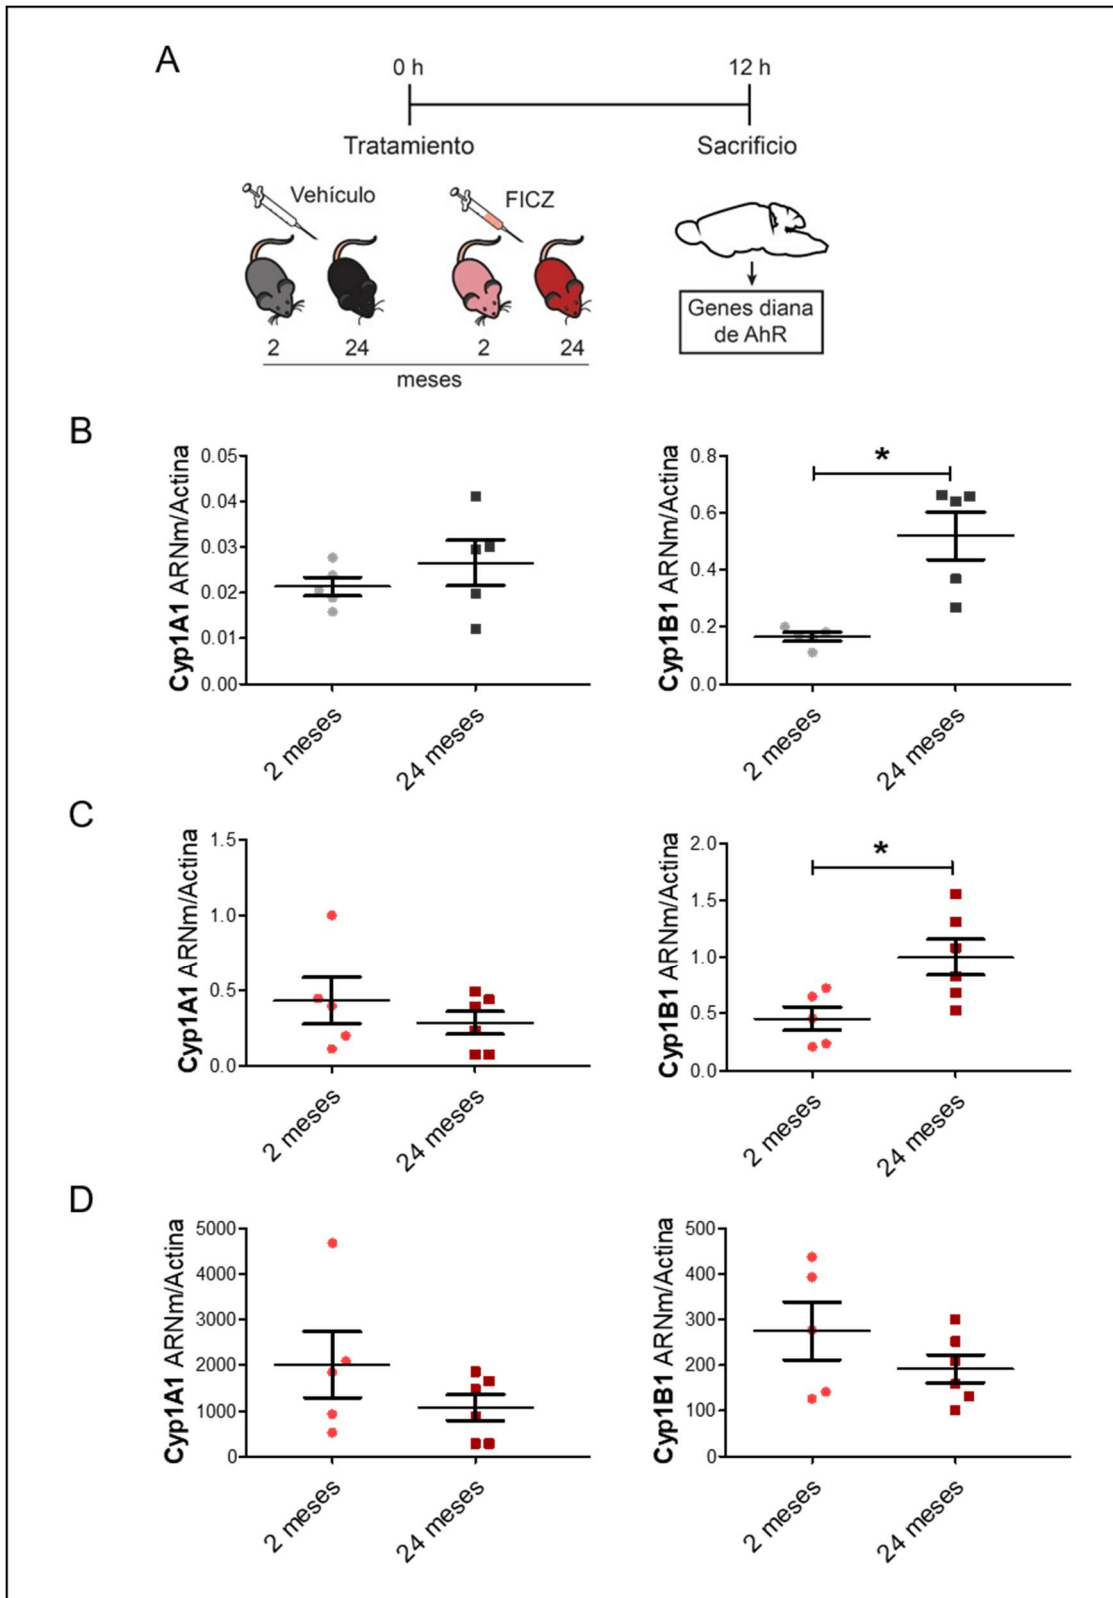 A
0 h
12 h
Tratamiento
Sacrificio
Vehículo
FICZ
2
24
2
24
meses
Genes diana
de AhR
B
Cyp1A1 ARNm/Actina
0.05
0.04
0.03
0.02
0.01
0.00
2 meses
24 meses
Cyp1B1 ARNm/Actina
0.8
0.6
0.4
0.2
0.0
*
2 meses
24 meses
C
Cyp1A1 ARNm/Actina
1.5
1.0
0.5
0.0
2 meses
24 meses
Cyp1B1 ARNm/Actina
2.0
1.5
1.0
0.5
0.0
*
2 meses
24 meses
D
Cyp1A1 ARNm/Actina
5000
4000
3000
2000
1000
0
2 meses
24 meses
Cyp1B1 ARNm/Actina
500
400
300
200
100
0
2 meses
24 meses